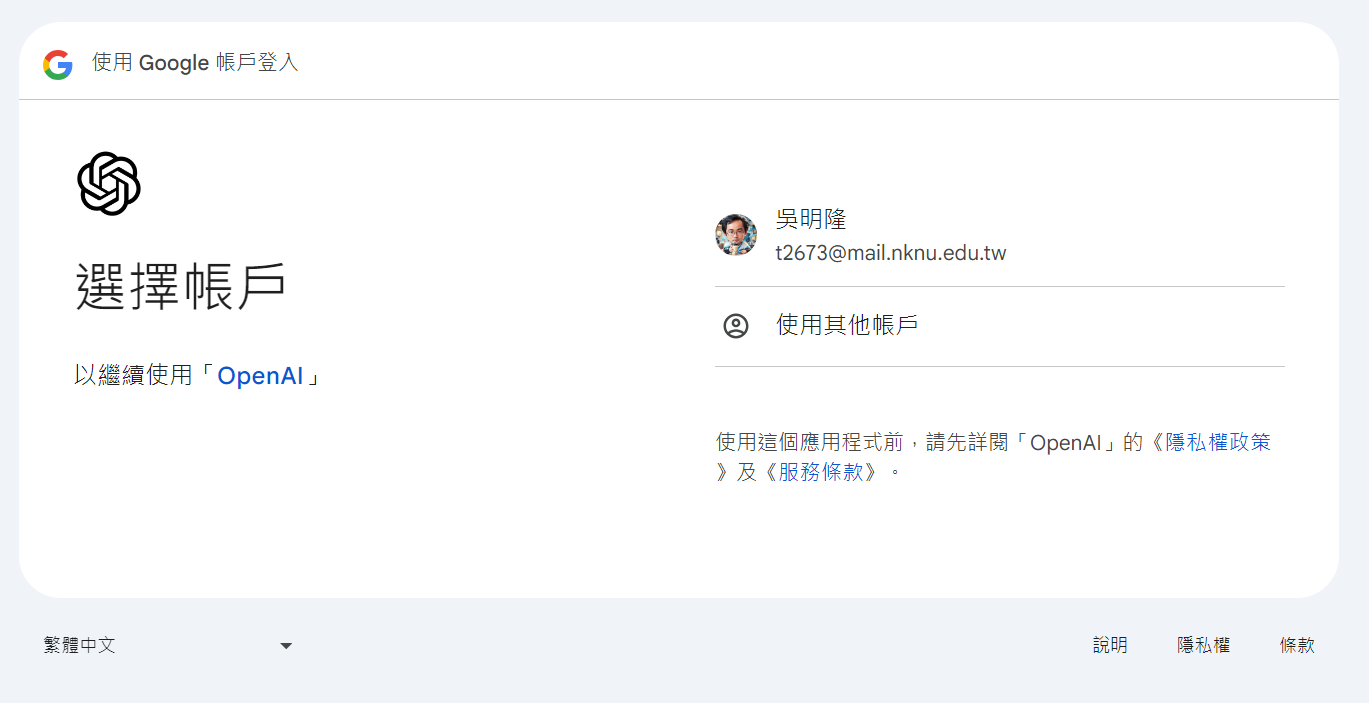 使用 Google 帳戶登入
選擇帳戶
以繼續使用「OpenAI」
吳明隆
t2673@mail.nknu.edu.tw
使用其他帳戶
使用這個應用程式前，請先詳閱「OpenAI」的《隱私權政策
》及《服務條款》。
繁體中文
說明 隱私權 條款